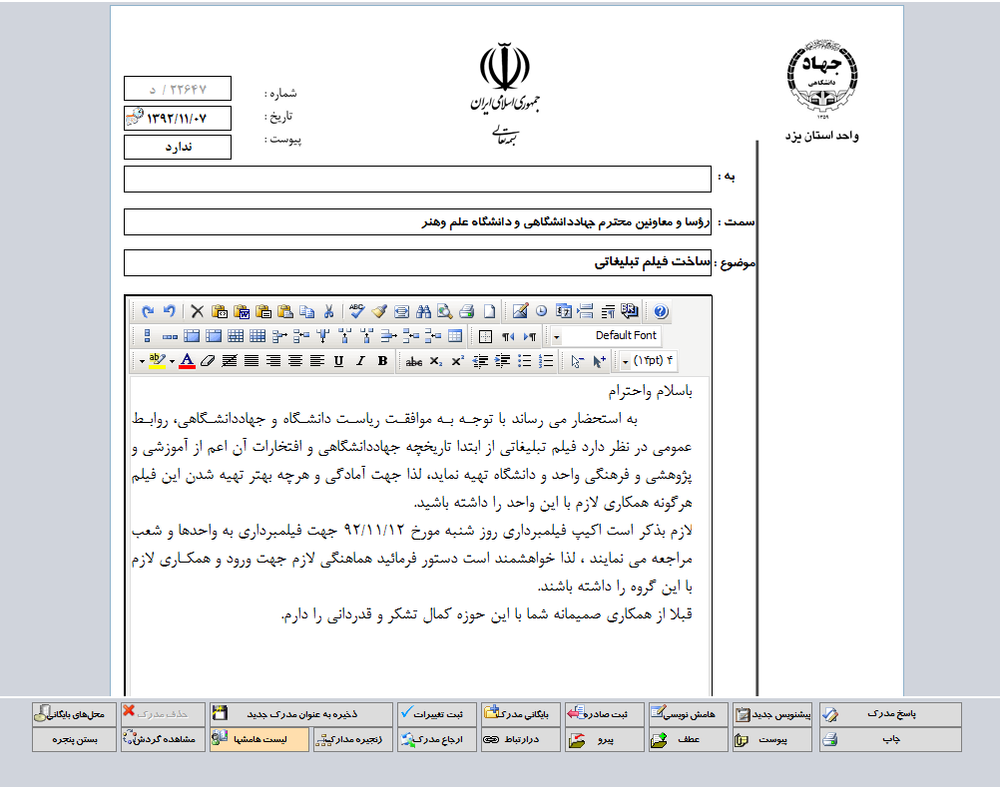 جهاد
دانشگاهی
۱۳۵۹
واحد استان یزد
جمهوری اسلامی ایران
بسمه تعالی
شماره : ۲۲۶۴۷ / د
تاریخ : ۱۳۹۲/۱۱/۰۷
پیوست : ندارد
به :
سمت : رؤسا و معاونین محترم جهاددانشگاهی و دانشگاه علم وهنر
موضوع : ساخت فیلم تبلیغاتی
Default Font
۴ (۱۴pt)
باسلام واحترام
به استحضار می رساند با توجه به موافقت ریاست دانشگاه و جهاددانشگاهی، روابط
عمومی در نظر دارد فیلم تبلیغاتی از ابتدا تاریخچه جهاددانشگاهی و افتخارات آن اعم از آموزشی و
پژوهشی و فرهنگی واحد و دانشگاه تهیه نماید، لذا جهت آمادگی و هرچه بهتر تهیه شدن این فیلم
هرگونه همکاری لازم با این واحد را داشته باشید.
لازم بذکر است اکیپ فیلمبرداری روز شنبه مورخ ۹۲/۱۱/۱۲ جهت فیلمبرداری به واحدها و شعب
مراجعه می نمایند ، لذا خواهشمند است دستور فرمائید هماهنگی لازم جهت ورود و همکاری لازم
با این گروه را داشته باشند.
قبلا از همکاری صمیمانه شما با این حوزه کمال تشکر و قدردانی را دارم.
پاسخ مدرک پیشنویس جدید هامش نویسی ثبت صادره بایگانی مدرک ثبت تغییرات ذخیره به عنوان مدرک جدید حذف مدرک محل‌های بایگانی
چاپ پیوست عطف پیرو درارتباط ارجاع مدرک زنجیره مدارک لیست هامشها مشاهده گردش بستن پنجره